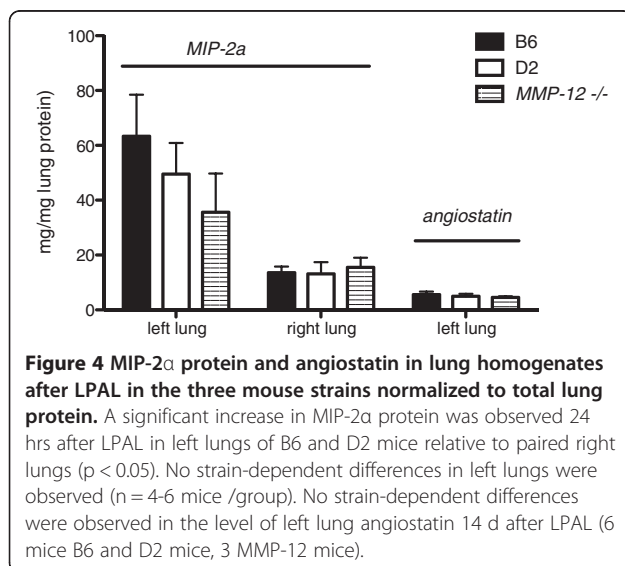 100
80
60
40
20
0
mg/mg lung protein)
MIP-2a
B6
D2
MMP-12 -/-
angiostatin
left lung right lung left lung
Figure 4 MIP-2α protein and angiostatin in lung homogenates
after LPAL in the three mouse strains normalized to total lung
protein. A significant increase in MIP-2α protein was observed 24
hrs after LPAL in left lungs of B6 and D2 mice relative to paired right
lungs (p < 0.05). No strain-dependent differences in left lungs were
observed (n = 4-6 mice /group). No strain-dependent differences
were observed in the level of left lung angiostatin 14 d after LPAL (6
mice B6 and D2 mice, 3 MMP-12 mice).